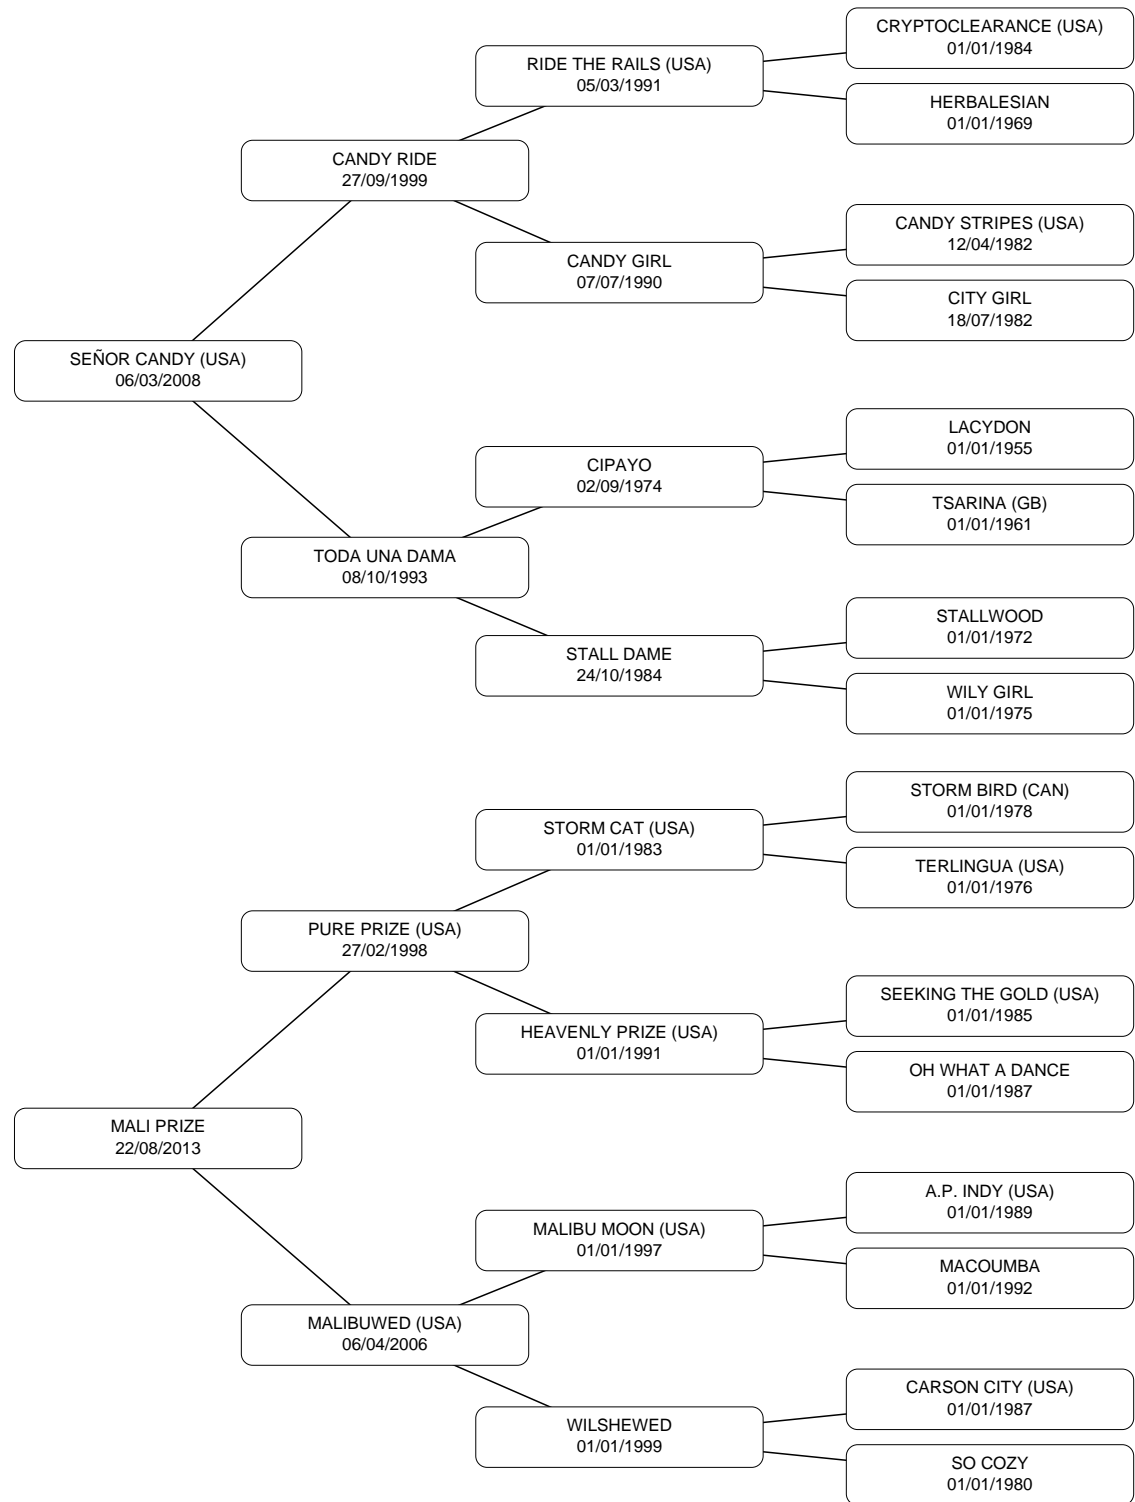 CRYPTOCLEARANCE (USA)
01/01/1984
RIDE THE RAILS (USA)
05/03/1991
HERBALESIAN
01/01/1969
CANDY RIDE
27/09/1999
CANDY STRIPES (USA)
12/04/1982
CANDY GIRL
07/07/1990
CITY GIRL
18/07/1982
SEÑOR CANDY (USA)
06/03/2008
LACYDON
01/01/1955
CIPAYO
02/09/1974
TSARINA (GB)
01/01/1961
TODA UNA DAMA
08/10/1993
STALLWOOD
01/01/1972
STALL DAME
24/10/1984
WILY GIRL
01/01/1975
STORM BIRD (CAN)
01/01/1978
STORM CAT (USA)
01/01/1983
TERLINGUA (USA)
01/01/1976
PURE PRIZE (USA)
27/02/1998
SEEKING THE GOLD (USA)
01/01/1985
HEAVENLY PRIZE (USA)
01/01/1991
OH WHAT A DANCE
01/01/1987
MALI PRIZE
22/08/2013
A.P. INDY (USA)
01/01/1989
MALIBU MOON (USA)
01/01/1997
MACOUMBA
01/01/1992
MALIBUWED (USA)
06/04/2006
CARSON CITY (USA)
01/01/1987
WILSHEWED
01/01/1999
SO COZY
01/01/1980